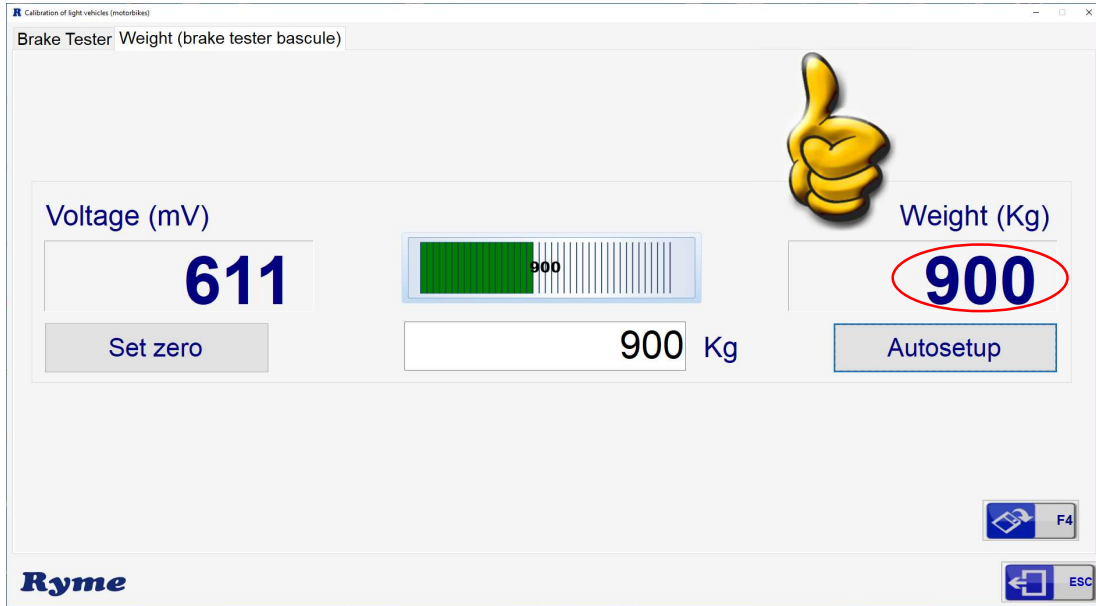 R Calibration of light vehicles (motorbikes)
Brake Tester Weight (brake tester bascule)
Voltage (mV)
Weight (Kg)
611
900
900
Set zero
900 Kg
Autosetup
F4
Ryme
ESC